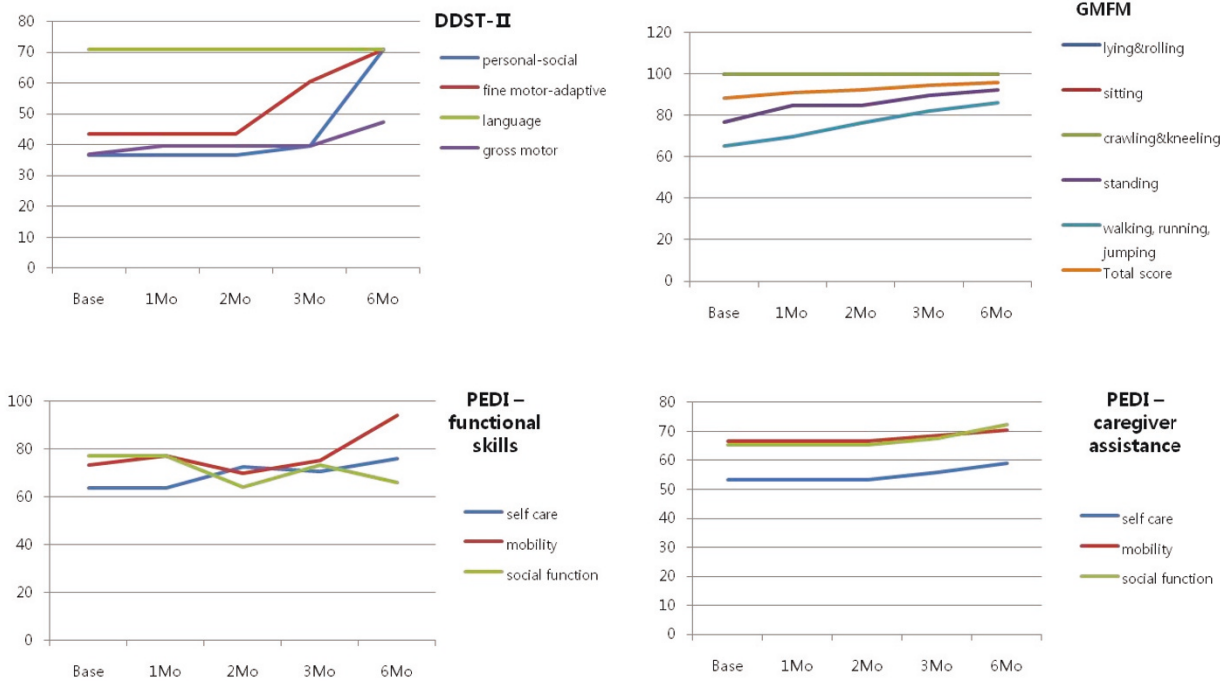 DDST-II
80
70
60
50
40
30
20
10
0
Base 1Mo 2Mo 3Mo 6Mo
personal-social
fine motor-adaptive
language
gross motor
GMFM
120
100
80
60
40
20
0
Base 1Mo 2Mo 3Mo 6Mo
lying&rolling
sitting
crawling&kneeling
standing
walking, running,
jumping
Total score
PEDI –
functional
skills
100
80
60
40
20
0
Base 1Mo 2Mo 3Mo 6Mo
self care
mobility
social function
PEDI –
caregiver
assistance
80
70
60
50
40
30
20
10
0
Base 1Mo 2Mo 3Mo 6Mo
self care
mobility
social function